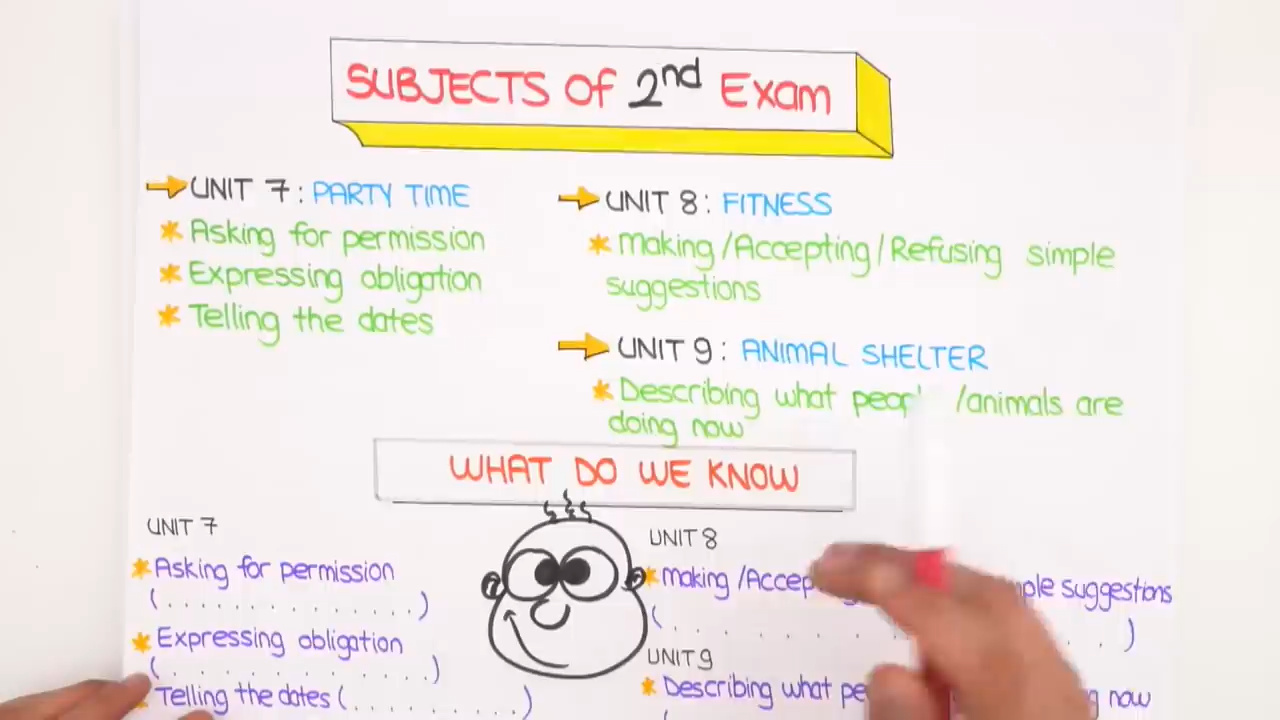 SUBJECTS OF 2nd Exam
UNIT 7: PARTY TIME
* Asking for permission
* Expressing obligation
* Telling the dates
UNIT 8: FITNESS
* Making/Accepting/Refusing simple
suggestions
UNIT 9: ANIMAL SHELTER
* Describing what /animals are
doing now
WHAT DO WE KNOW
UNIT 7
* Asking for permission
(.............)
* Expressing obligation
(.............)
* Telling the dates (..........)
UNIT 8
* Making / suggestions
(. . . . . . . . . )
UNIT 9
* Describing what now